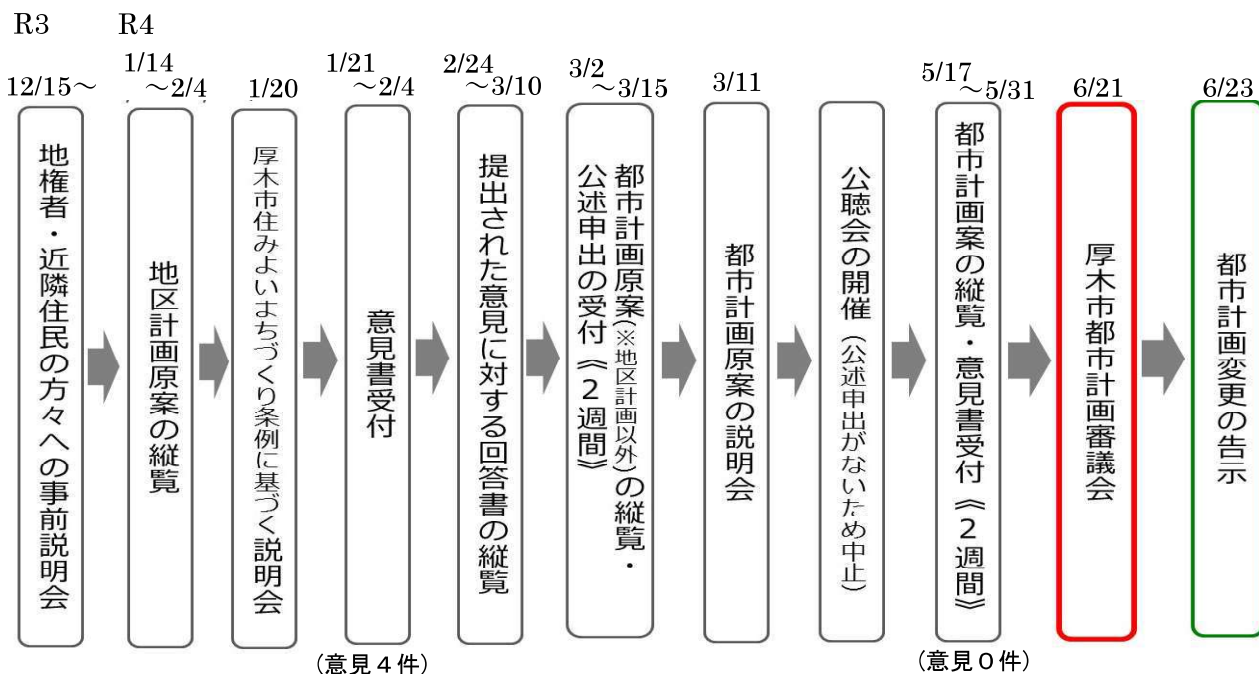 R3
R4
12/15～
1/14
～2/4
1/20
1/21
～2/4
2/24
～3/10
3/2
～3/15
3/11
5/17
～5/31
6/21
6/23
地権者・近隣住民の方々への事前説明会
地区計画原案の縦覧
厚木市住みよいまちづくり条例に基づく説明会
意見書受付
提出された意見に対する回答書の縦覧
都市計画原案(※地区計画以外)の縦覧・
公述申出の受付《２週間》
都市計画原案の説明会
公聴会の開催（公述申出がないため中止）
都市計画案の縦覧・意見書受付《２週間》
厚木市都市計画審議会
都市計画変更の告示
（意見４件）
（意見０件）